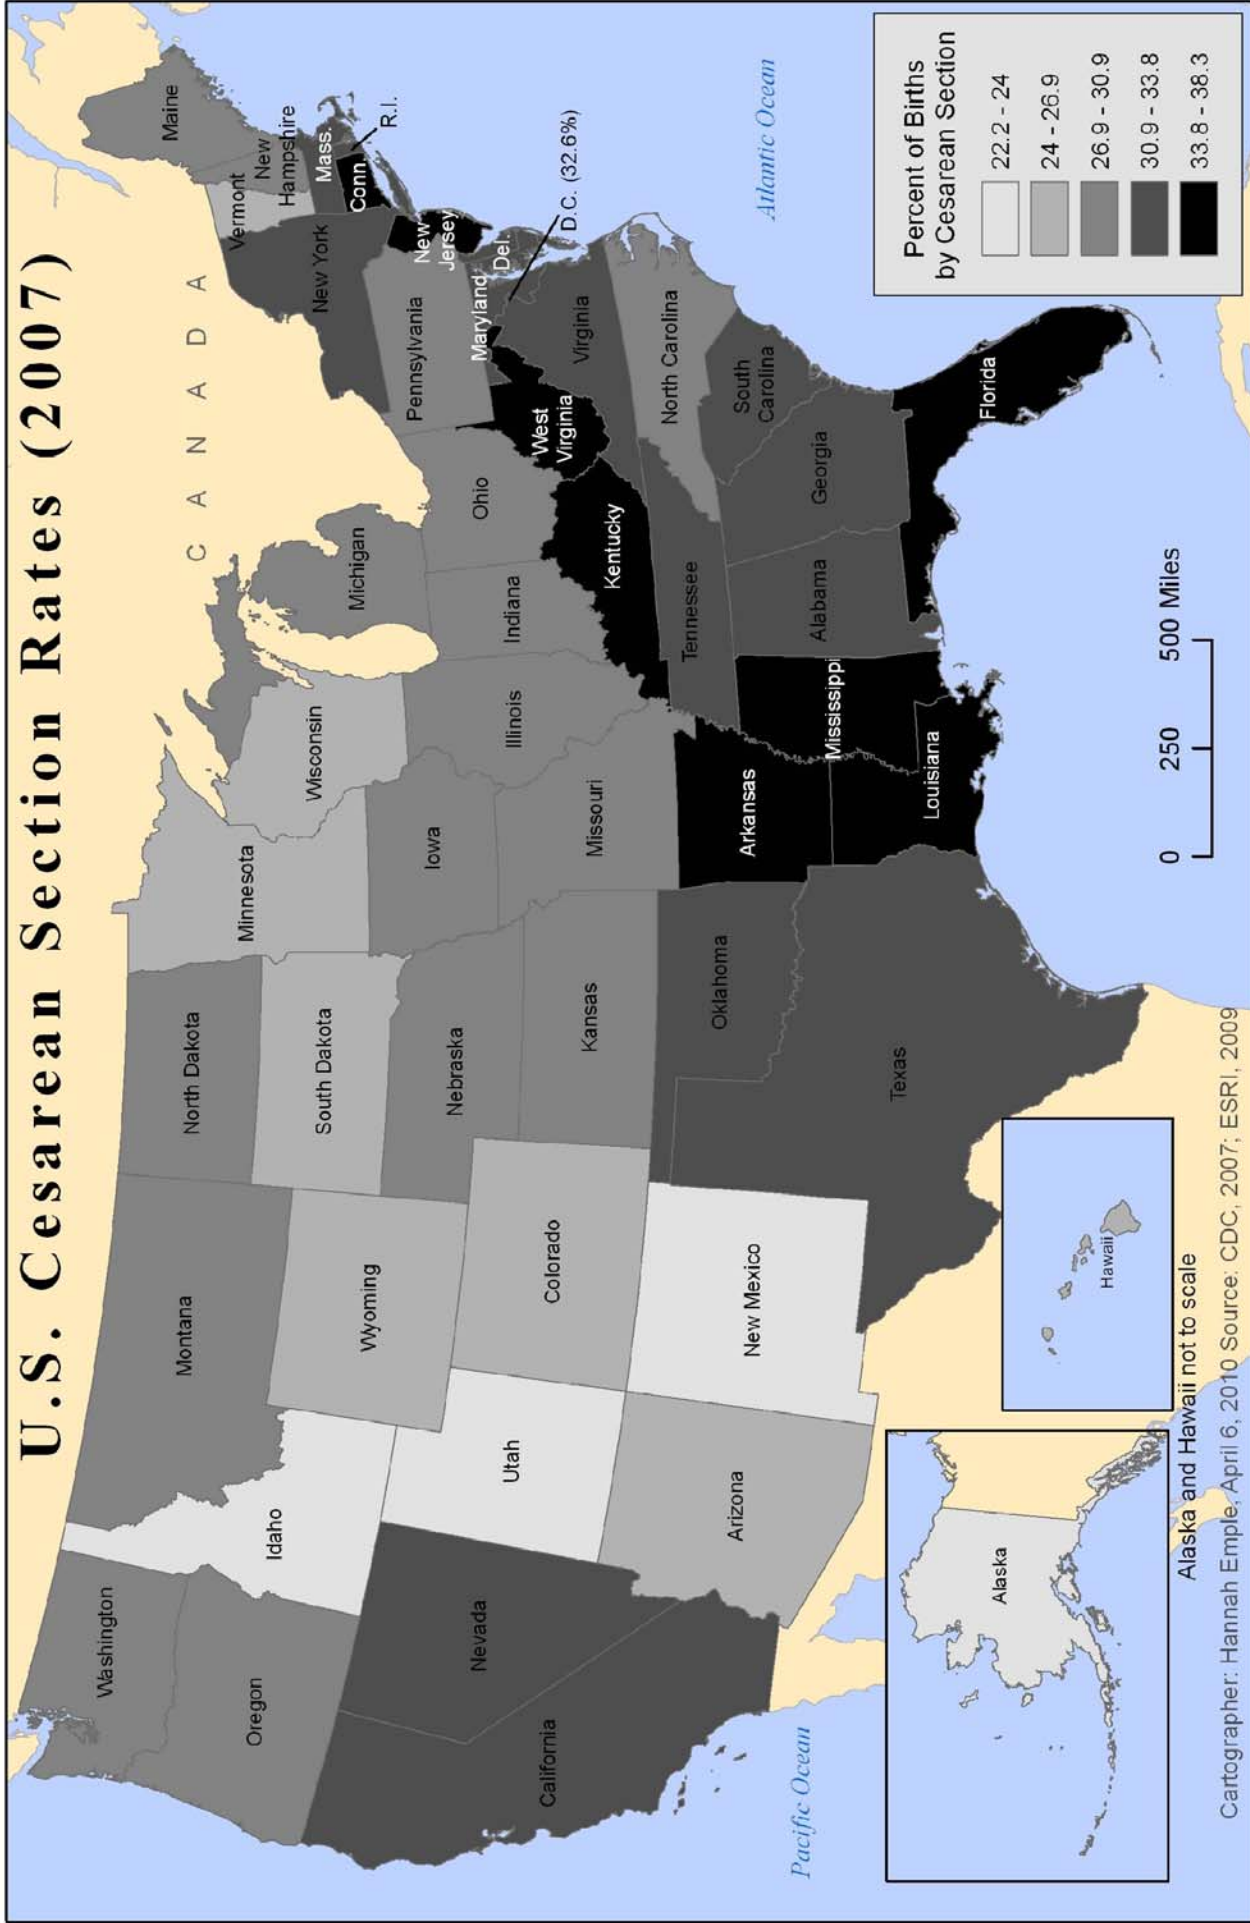 U.S. Cesarean Section Rates (2007)
CANADA
Washington
Montana
North Dakota
Minnesota
Maine
Vermont
New
Hampshire
Oregon
Idaho
Wyoming
South Dakota
Wisconsin
Michigan
New York
Mass.
R.I.
Conn.
Nevada
Utah
Colorado
Nebraska
Iowa
Illinois
Indiana
Ohio
Pennsylvania
New
Jersey
Maryland
Del.
D.C. (32.6%)
California
Arizona
New Mexico
Kansas
Missouri
Kentucky
West
Virginia
Virginia
Oklahoma
Arkansas
Tennessee
North Carolina
South
Carolina
Texas
Louisiana
Mississippi
Alabama
Georgia
Florida
Atlantic Ocean
Pacific Ocean
Alaska
Hawaii
Alaska and Hawaii not to scale
0 250 500 Miles
Percent of Births
by Cesarean Section
22.2 - 24
24 - 26.9
26.9 - 30.9
30.9 - 33.8
33.8 - 38.3
Cartographer: Hannah Emple, April 6, 2010 Source: CDC, 2007; ESRI, 2009